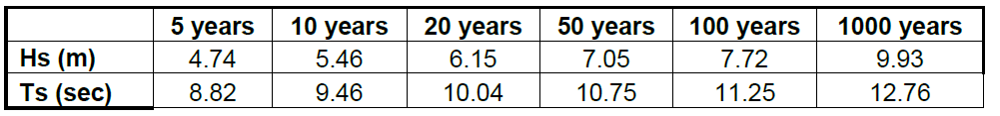 5 years 10 years 20 years 50 years 100 years 1000 years
Hs (m) 4.74 5.46 6.15 7.05 7.72 9.93
Ts (sec) 8.82 9.46 10.04 10.75 11.25 12.76